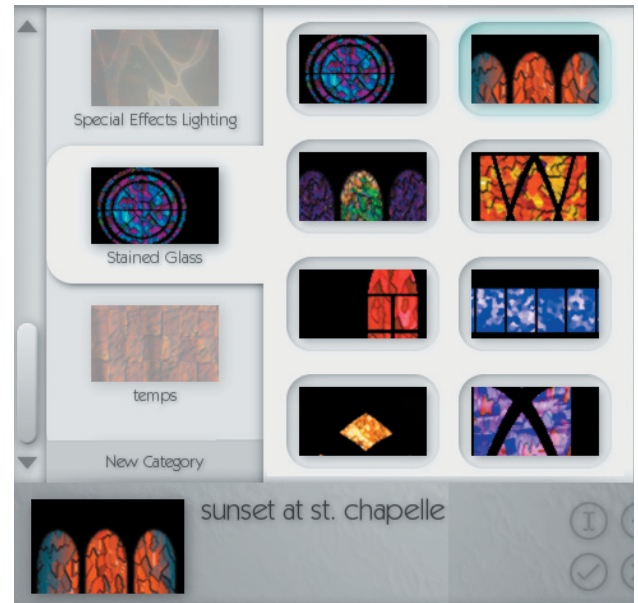 Special Effects Lighting
Stained Glass
temps
New Category
sunset at st. chapelle
I